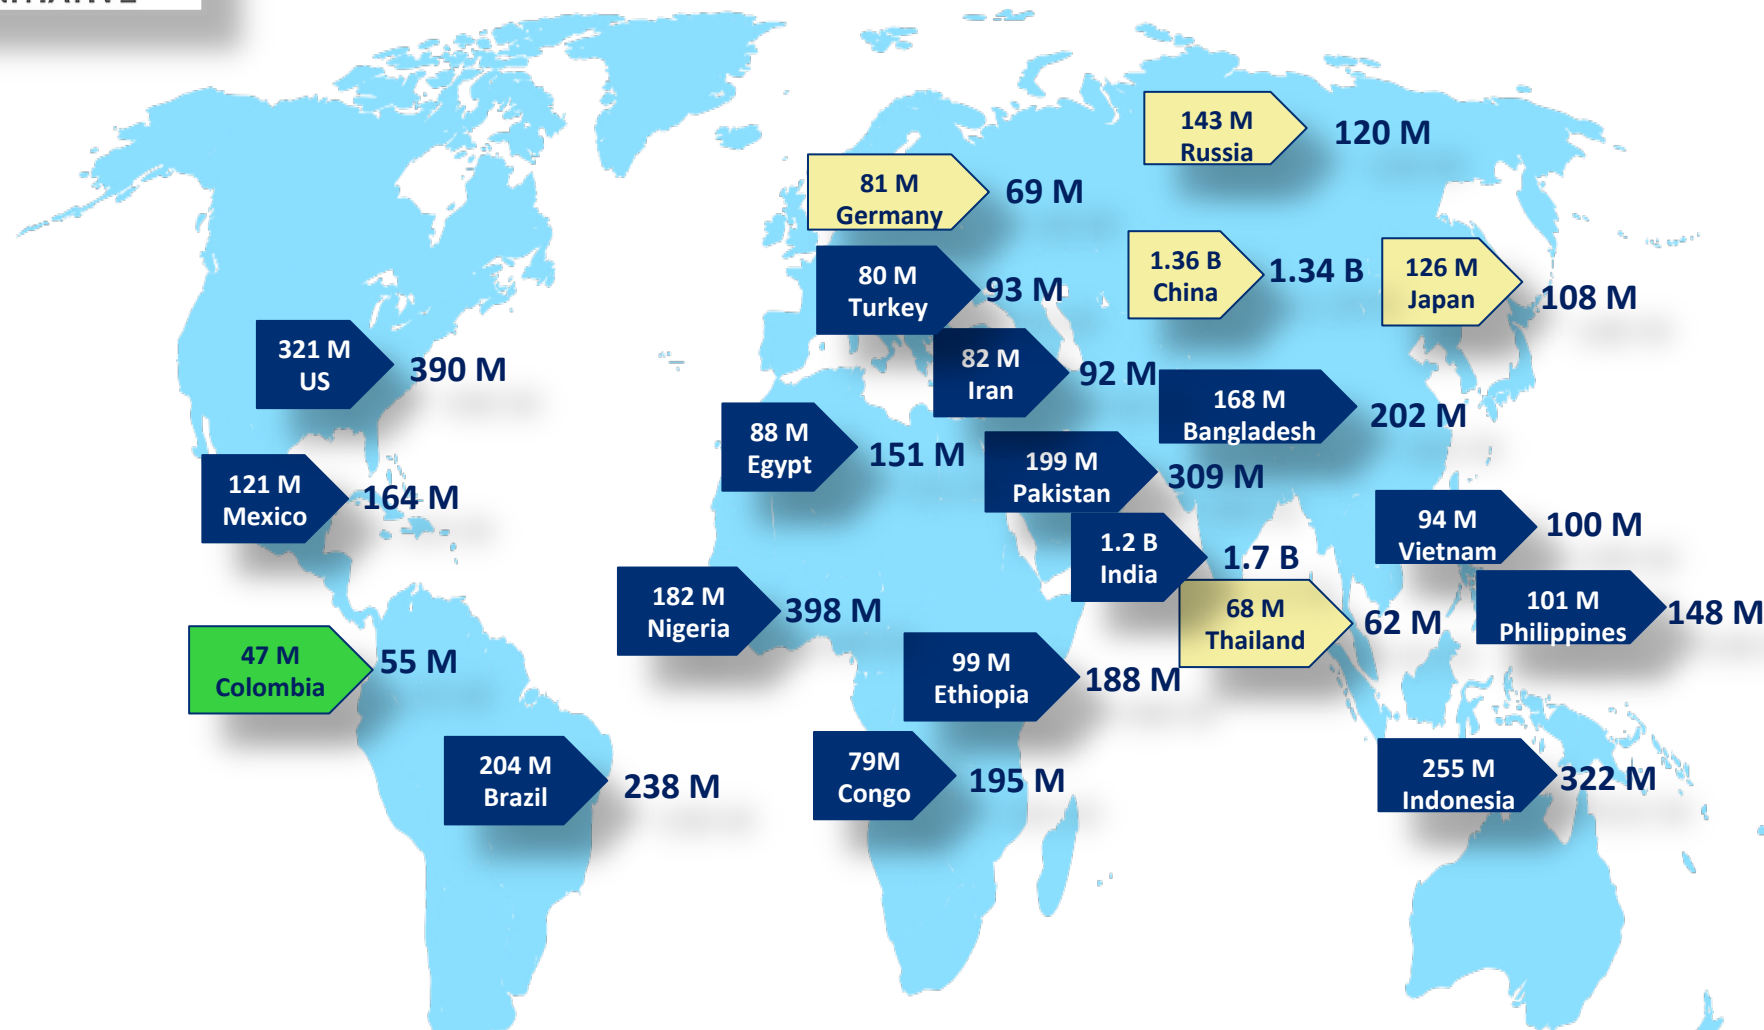 143 M
Russia
120 M
81 M
Germany
69 M
80 M
Turkey
93 M
1.36 B
China
1.34 B
126 M
Japan
108 M
321 M
US
390 M
82 M
Iran
92 M
168 M
Bangladesh
202 M
88 M
Egypt
151 M
199 M
Pakistan
309 M
121 M
Mexico
164 M
94 M
Vietnam
100 M
1.2 B
India
1.7 B
182 M
Nigeria
398 M
68 M
Thailand
62 M
101 M
Philippines
148 M
47 M
Colombia
55 M
99 M
Ethiopia
188 M
204 M
Brazil
238 M
79M
Congo
195 M
255 M
Indonesia
322 M